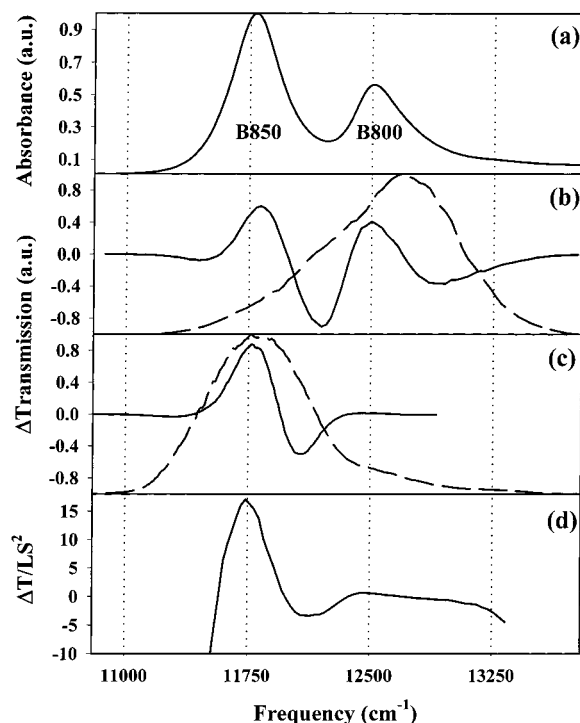 Absorbance (a.u.)
0.9
0.7
0.5
0.3
0.1
(a)
B850
B800
ΔTransmission (a.u.)
0.8
0.4
0.0
-0.4
-0.8
(b)
0.8
0.4
0.0
-0.4
-0.8
(c)
ΔT/LS²
15
10
5
0
-5
-10
(d)
11000 11750 12500 13250
Frequency (cm⁻¹)